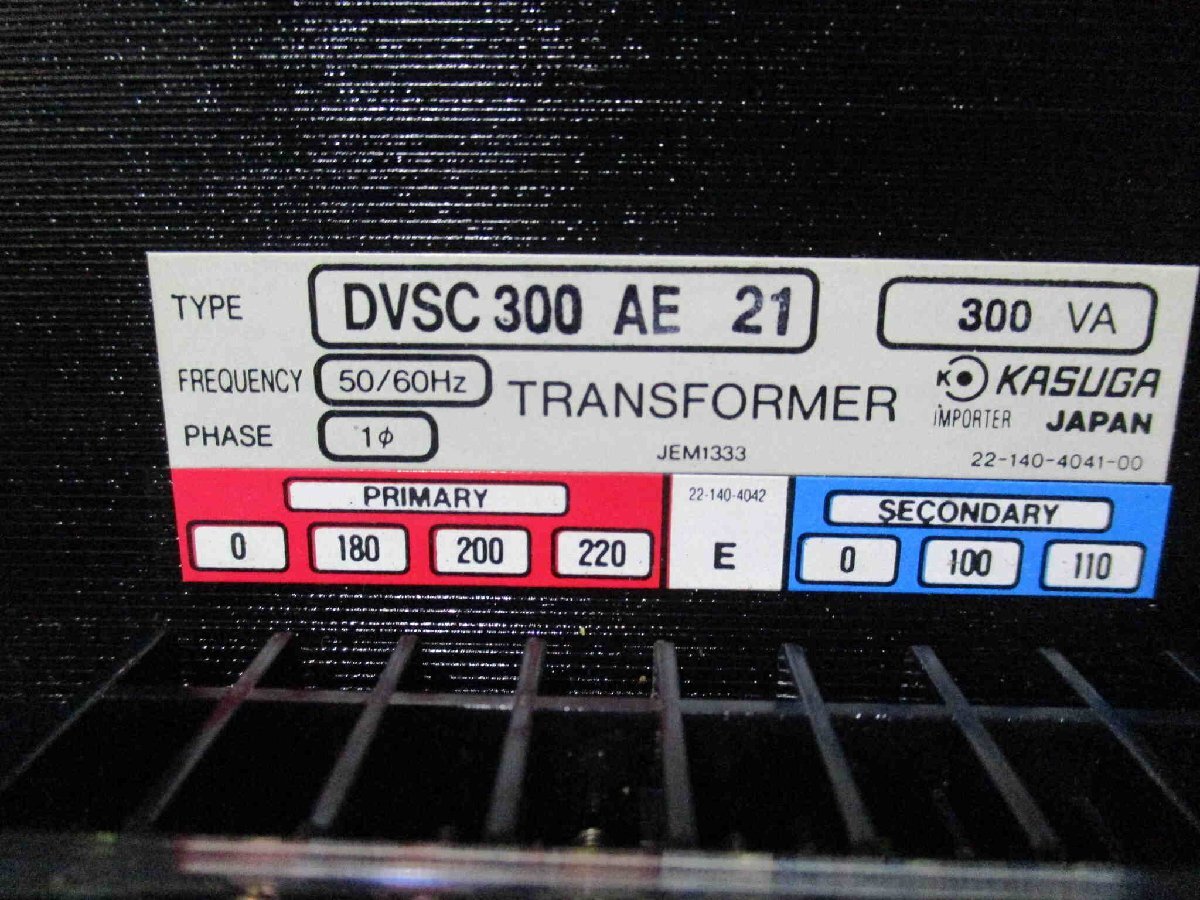 TYPE DVSC 300 AE 21 300 VA
FREQUENCY 50/60Hz TRANSFORMER K KASUGA
IMPORTER JAPAN
PHASE 1φ JEM1333 22-140-4041-00
PRIMARY 22-140-4042 SECONDARY
0 180 200 220 E 0 100 110